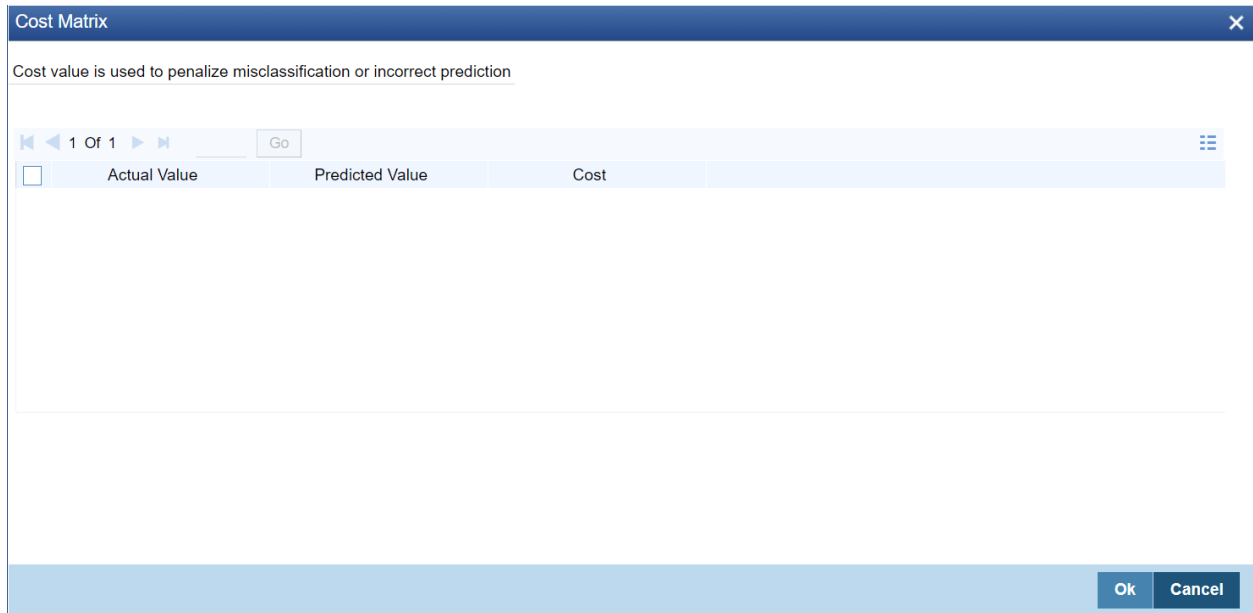 Cost Matrix
Cost value is used to penalize misclassification or incorrect prediction
1 Of 1 Go
Actual Value Predicted Value Cost
Ok Cancel